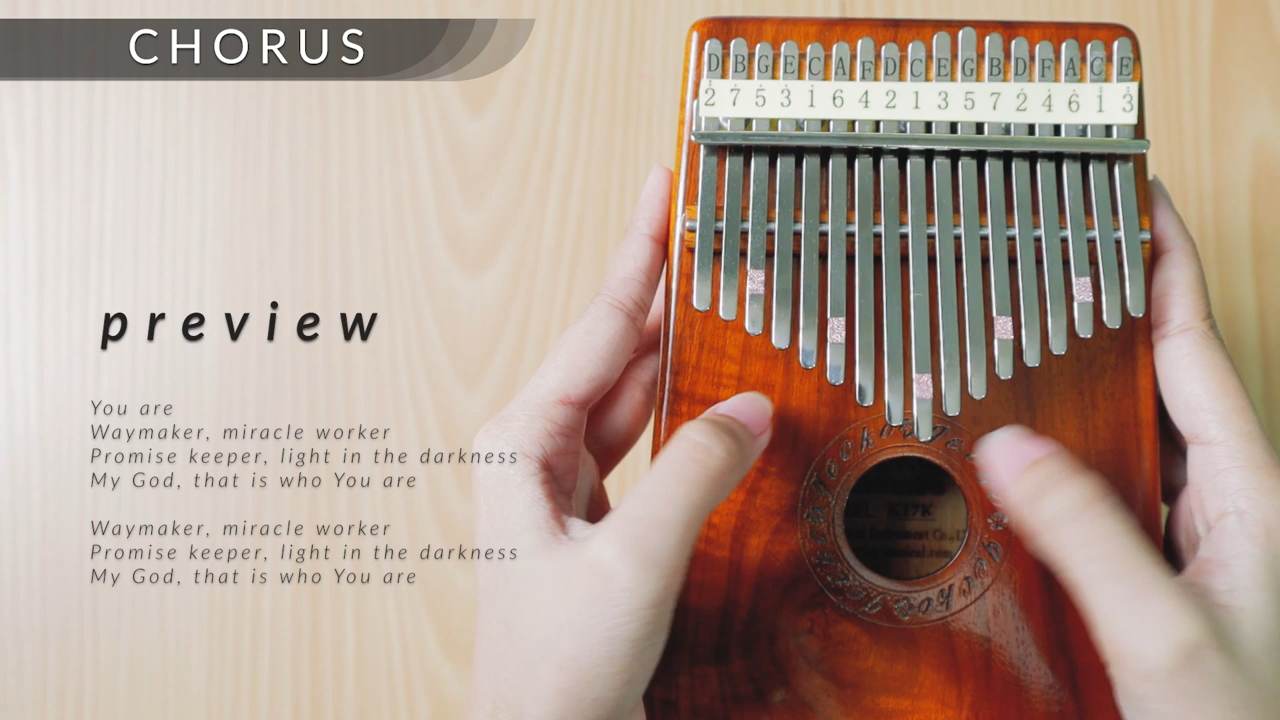 CHORUS
D B G E C A F D C E G B D F A C E
2 7 5 3 1 6 4 2 1 3 5 7 2 4 6 1 3
preview
You are
Waymaker, miracle worker
Promise keeper, light in the darkness
My God, that is who You are
Waymaker, miracle worker
Promise keeper, light in the darkness
My God, that is who You are
K17K